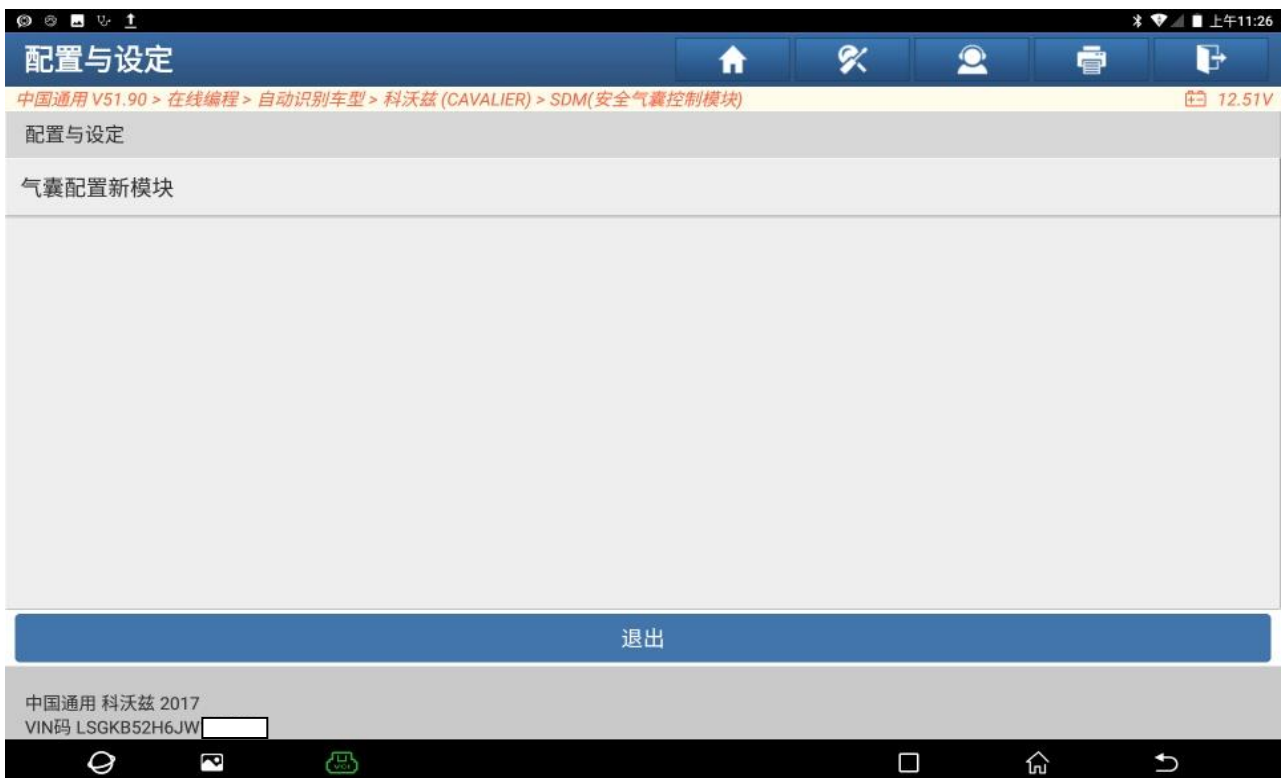 上午11:26
配置与设定
中国通用 V51.90 > 在线编程 > 自动识别车型 > 科沃兹 (CAVALIER) > SDM(安全气囊控制模块)
12.51V
配置与设定
气囊配置新模块
退出
中国通用 科沃兹 2017
VIN码 LSGKB52H6JW
VCI